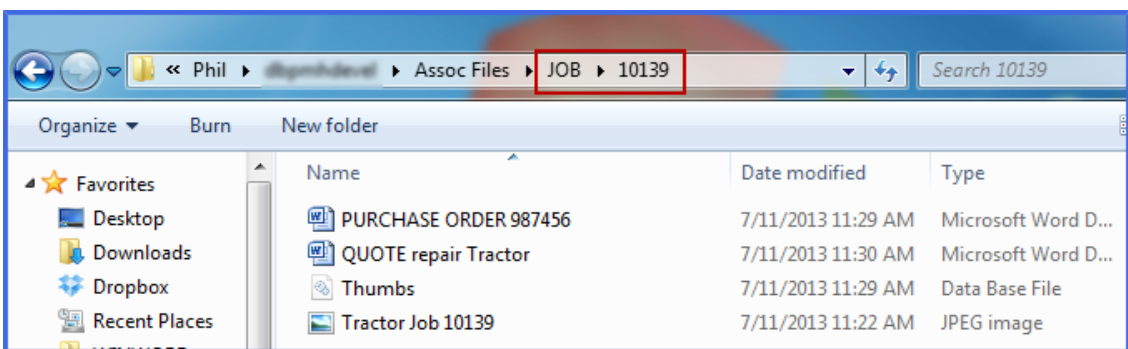 « Phil ▸ ▸ Assoc Files ▸ JOB ▸ 10139 Search 10139
Organize ▾ Burn New folder
Name Date modified Type
Favorites
Desktop
Downloads
Dropbox
Recent Places
PURCHASE ORDER 987456 7/11/2013 11:29 AM Microsoft Word D...
QUOTE repair Tractor 7/11/2013 11:30 AM Microsoft Word D...
Thumbs 7/11/2013 11:29 AM Data Base File
Tractor Job 10139 7/11/2013 11:22 AM JPEG image